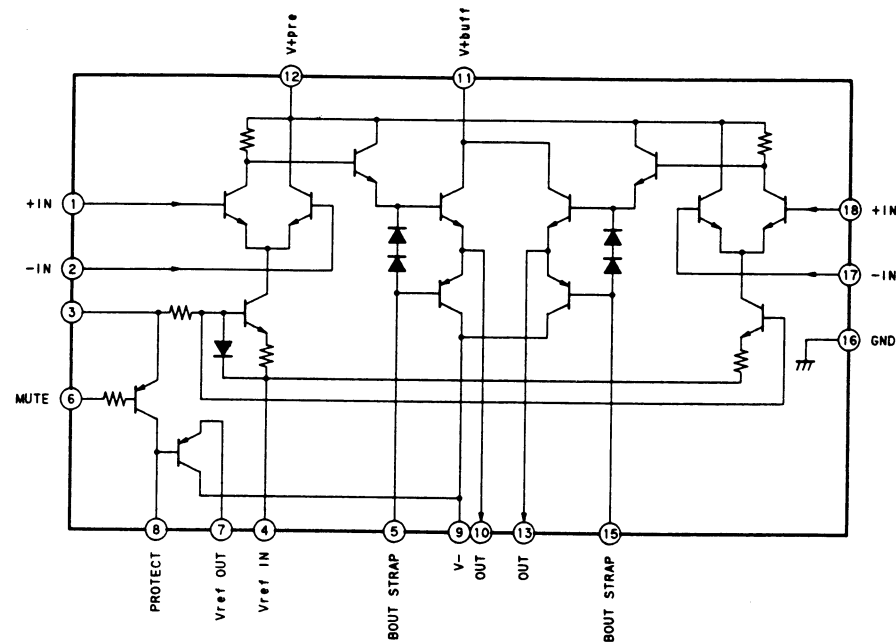 V+pre
V+buff
12
11
+IN 1
18 +IN
-IN 2
17 -IN
3
16 GND
MUTE 6
8
7
4
5
9
10
13
15
PROTECT
Vref OUT
Vref IN
BOUT STRAP
V-
OUT
OUT
BOUT STRAP